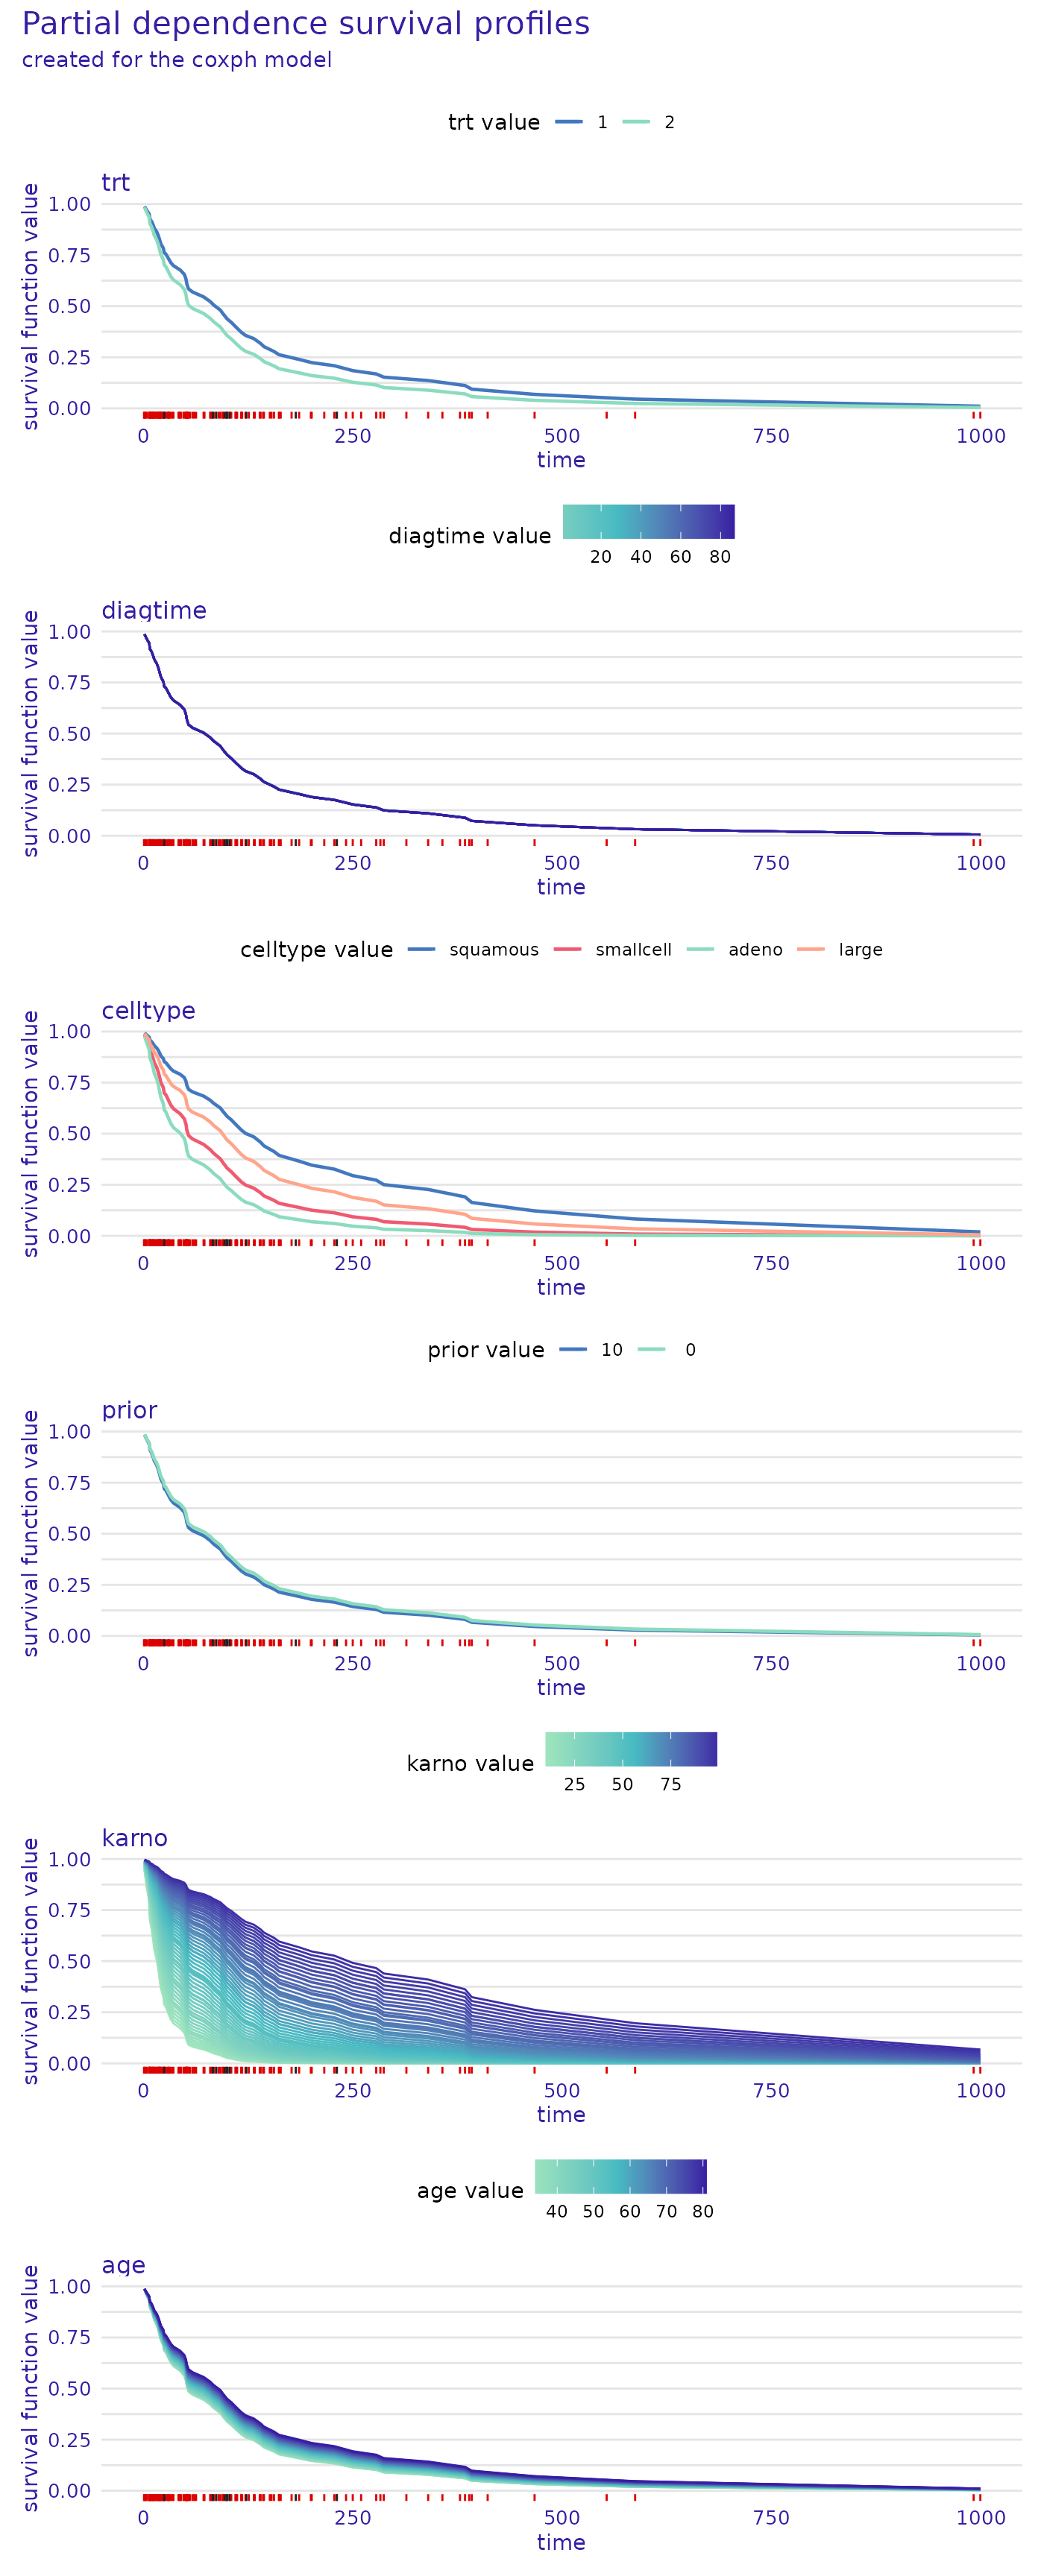 Partial dependence survival profiles
created for the coxph model
trt value 1 2
trt
survival function value
1.00
0.75
0.50
0.25
0.00
0 250 500 750 1000
time
diagtime value
20 40 60 80
diagtime
survival function value
1.00
0.75
0.50
0.25
0.00
0 250 500 750 1000
time
celltype value squamous smallcell adeno large
celltype
survival function value
1.00
0.75
0.50
0.25
0.00
0 250 500 750 1000
time
prior value 10 0
prior
survival function value
1.00
0.75
0.50
0.25
0.00
0 250 500 750 1000
time
karno value
25 50 75
karno
survival function value
1.00
0.75
0.50
0.25
0.00
0 250 500 750 1000
time
age value
40 50 60 70 80
age
survival function value
1.00
0.75
0.50
0.25
0.00
0 250 500 750 1000
time